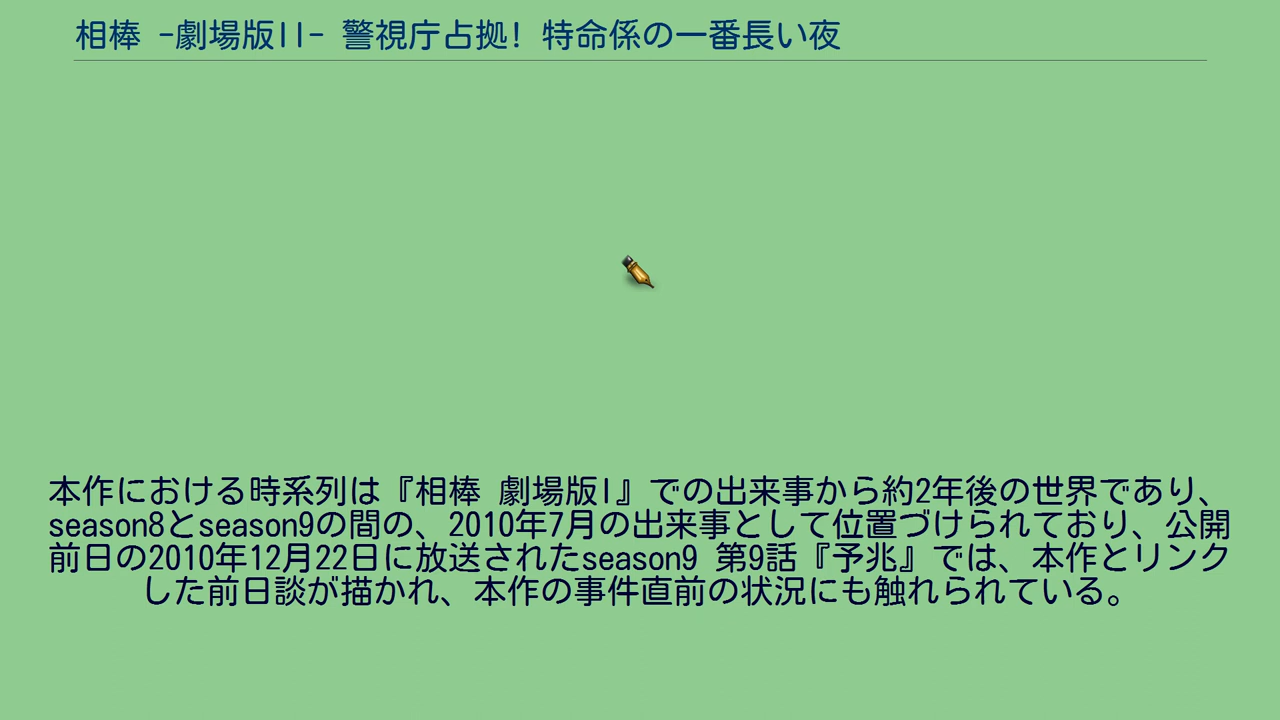 相棒 -劇場版II- 警視庁占拠! 特命係の一番長い夜
本作における時系列は『相棒 劇場版I』での出来事から約2年後の世界であり、
season8とseason9の間の、2010年7月の出来事として位置づけられており、公開
前日の2010年12月22日に放送されたseason9 第9話『予兆』では、本作とリンク
した前日談が描かれ、本作の事件直前の状況にも触れられている。